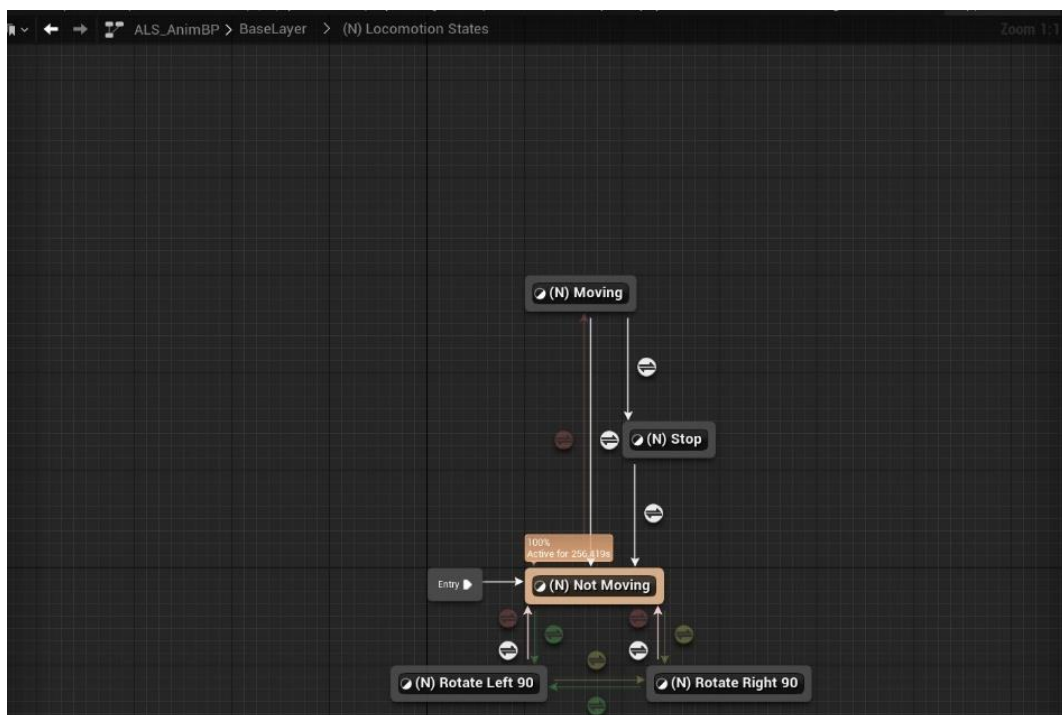 ALS_AnimBP > BaseLayer > (N) Locomotion States
Zoom 1:1
(N) Moving
(N) Stop
100%
Active for 256.419s
Entry
(N) Not Moving
(N) Rotate Left 90
(N) Rotate Right 90